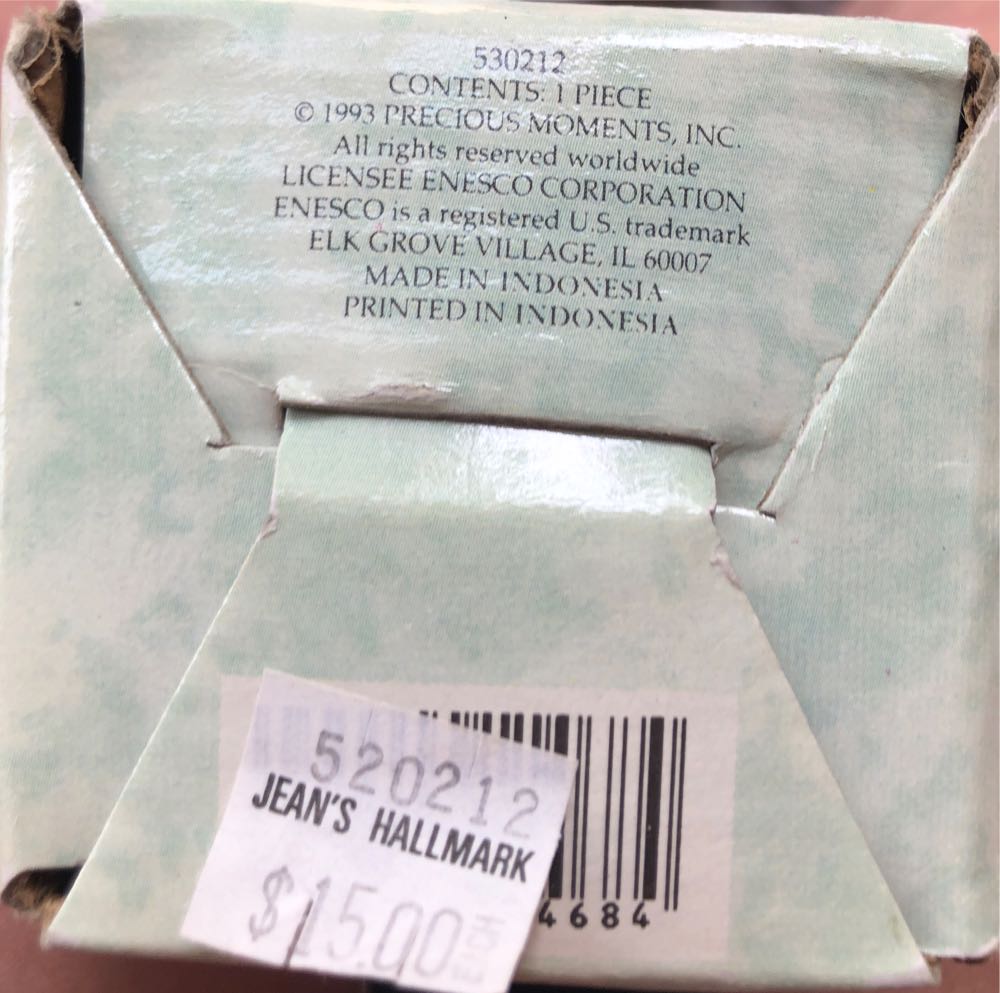 530212
CONTENTS: 1 PIECE
© 1993 PRECIOUS MOMENTS, INC.
All rights reserved worldwide
LICENSEE ENESCO CORPORATION
ENESCO is a registered U.S. trademark
ELK GROVE VILLAGE, IL 60007
MADE IN INDONESIA
PRINTED IN INDONESIA
520212
JEAN'S HALLMARK
$15.00 EACH
4684